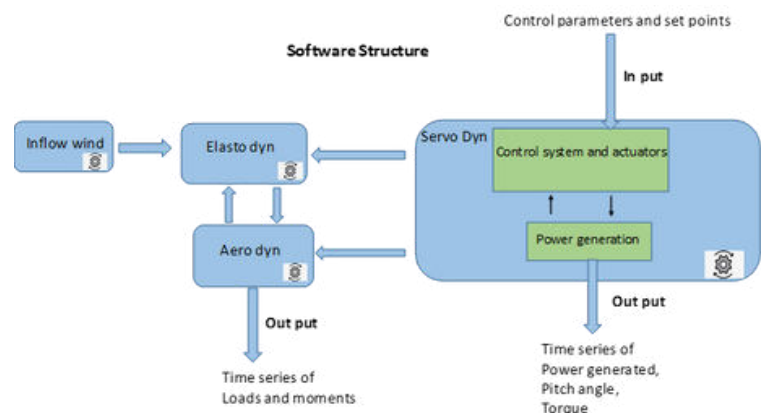 Control parameters and set points
Software Structure
In put
Inflow wind
Elasto dyn
Servo Dyn
Control system and actuators
Aero dyn
Power generation
Out put
Out put
Time series of
Loads and moments
Time series of
Power generated,
Pitch angle,
Torque